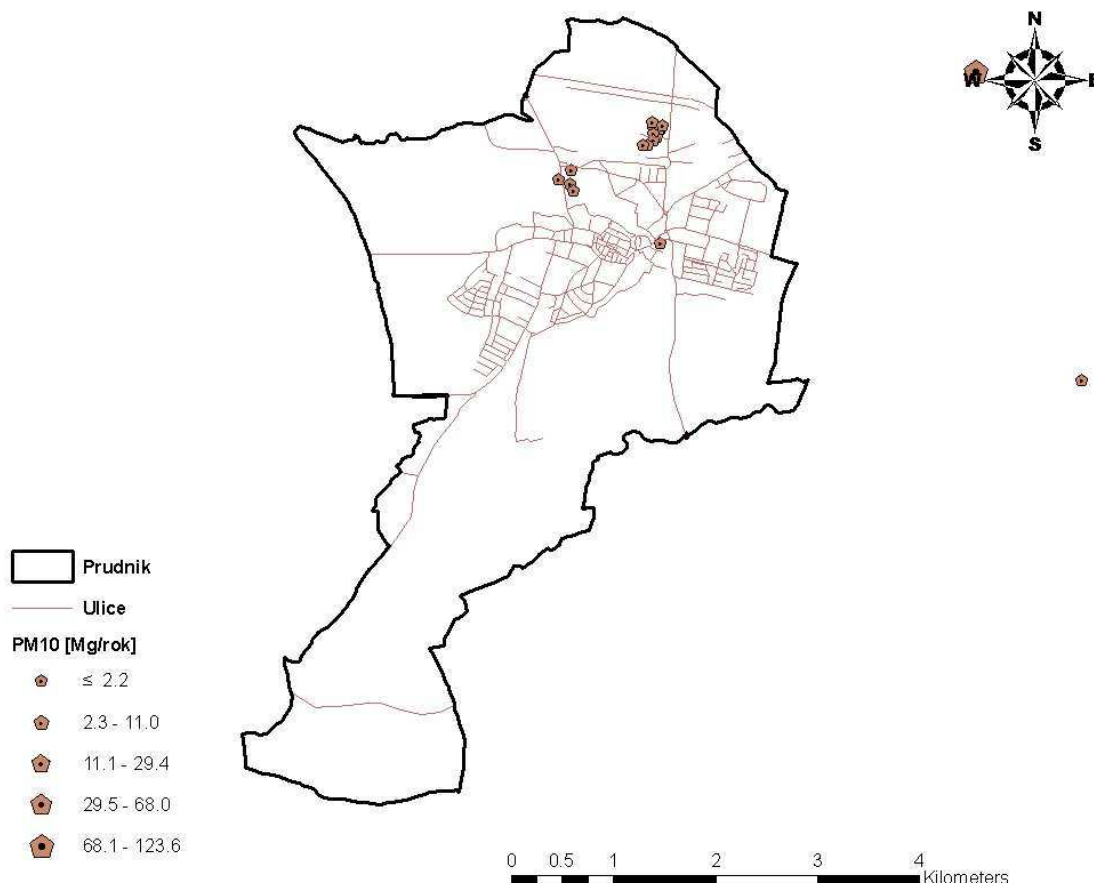 N
W E
S
Prudnik
Ulice
PM10 [Mg/rok]
≤ 2.2
2.3 - 11.0
11.1 - 29.4
29.5 - 68.0
68.1 - 123.6
0 0.5 1 2 3 4
Kilometers